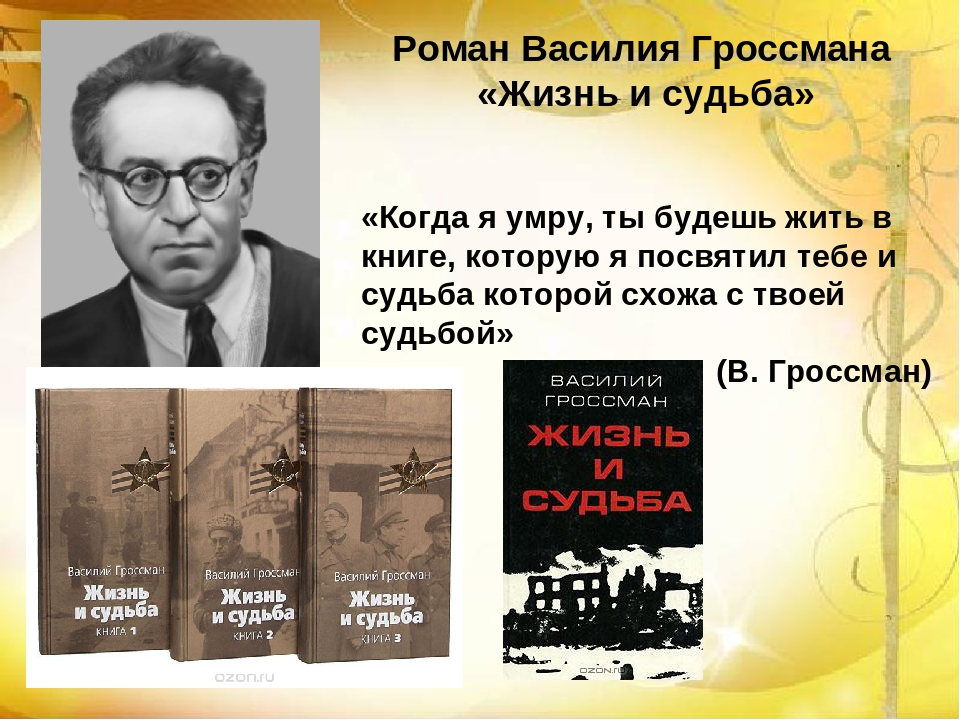 Роман Василия Гроссмана
«Жизнь и судьба»
«Когда я умру, ты будешь жить в
книге, которую я посвятил тебе и
судьба которой схожа с твоей
судьбой»
(В. Гроссман)
Василий Гроссман
Жизнь
и судьба
КНИГА 1
Василий Гроссман
Жизнь
и судьба
КНИГА 2
Василий Гроссман
Жизнь
и судьба
КНИГА 3
ozon.ru
ВАСИЛИЙ
ГРОССМАН
ЖИЗНЬ
И
СУДЬБА
ozon.ru